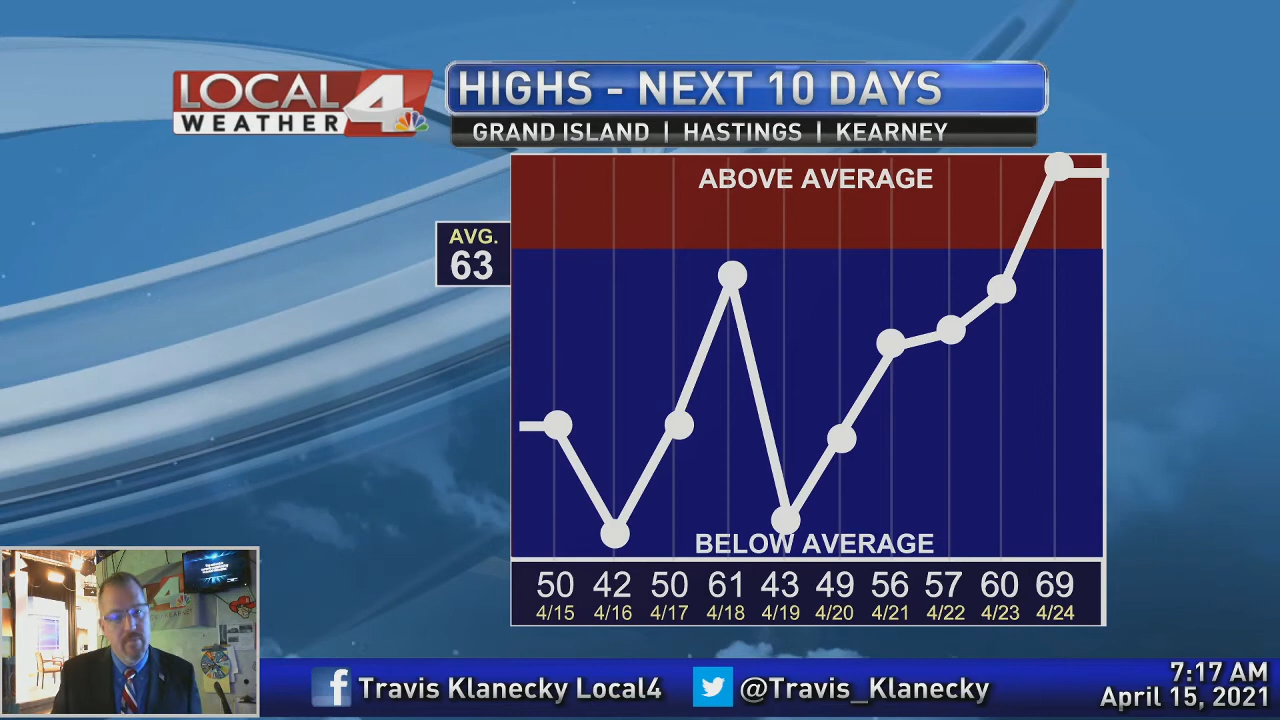 LOCAL 4
WEATHER
HIGHS - NEXT 10 DAYS
GRAND ISLAND | HASTINGS | KEARNEY
ABOVE AVERAGE
AVG.
63
BELOW AVERAGE
50 42 50 61 43 49 56 57 60 69
4/15 4/16 4/17 4/18 4/19 4/20 4/21 4/22 4/23 4/24
f Travis Klanecky Local4
@Travis_Klanecky
7:17 AM
April 15, 2021